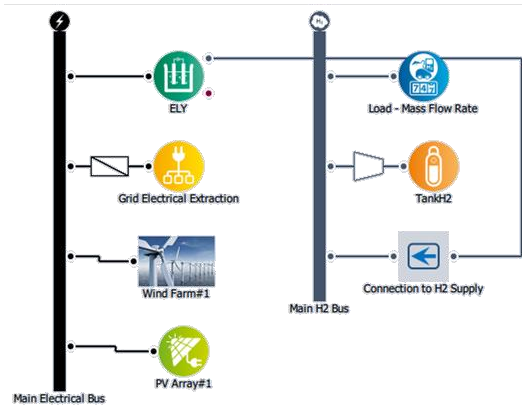 H₂
ELY
Load - Mass Flow Rate
Grid Electrical Extraction
TankH2
Wind Farm#1
Connection to H2 Supply
Main H2 Bus
PV Array#1
Main Electrical Bus